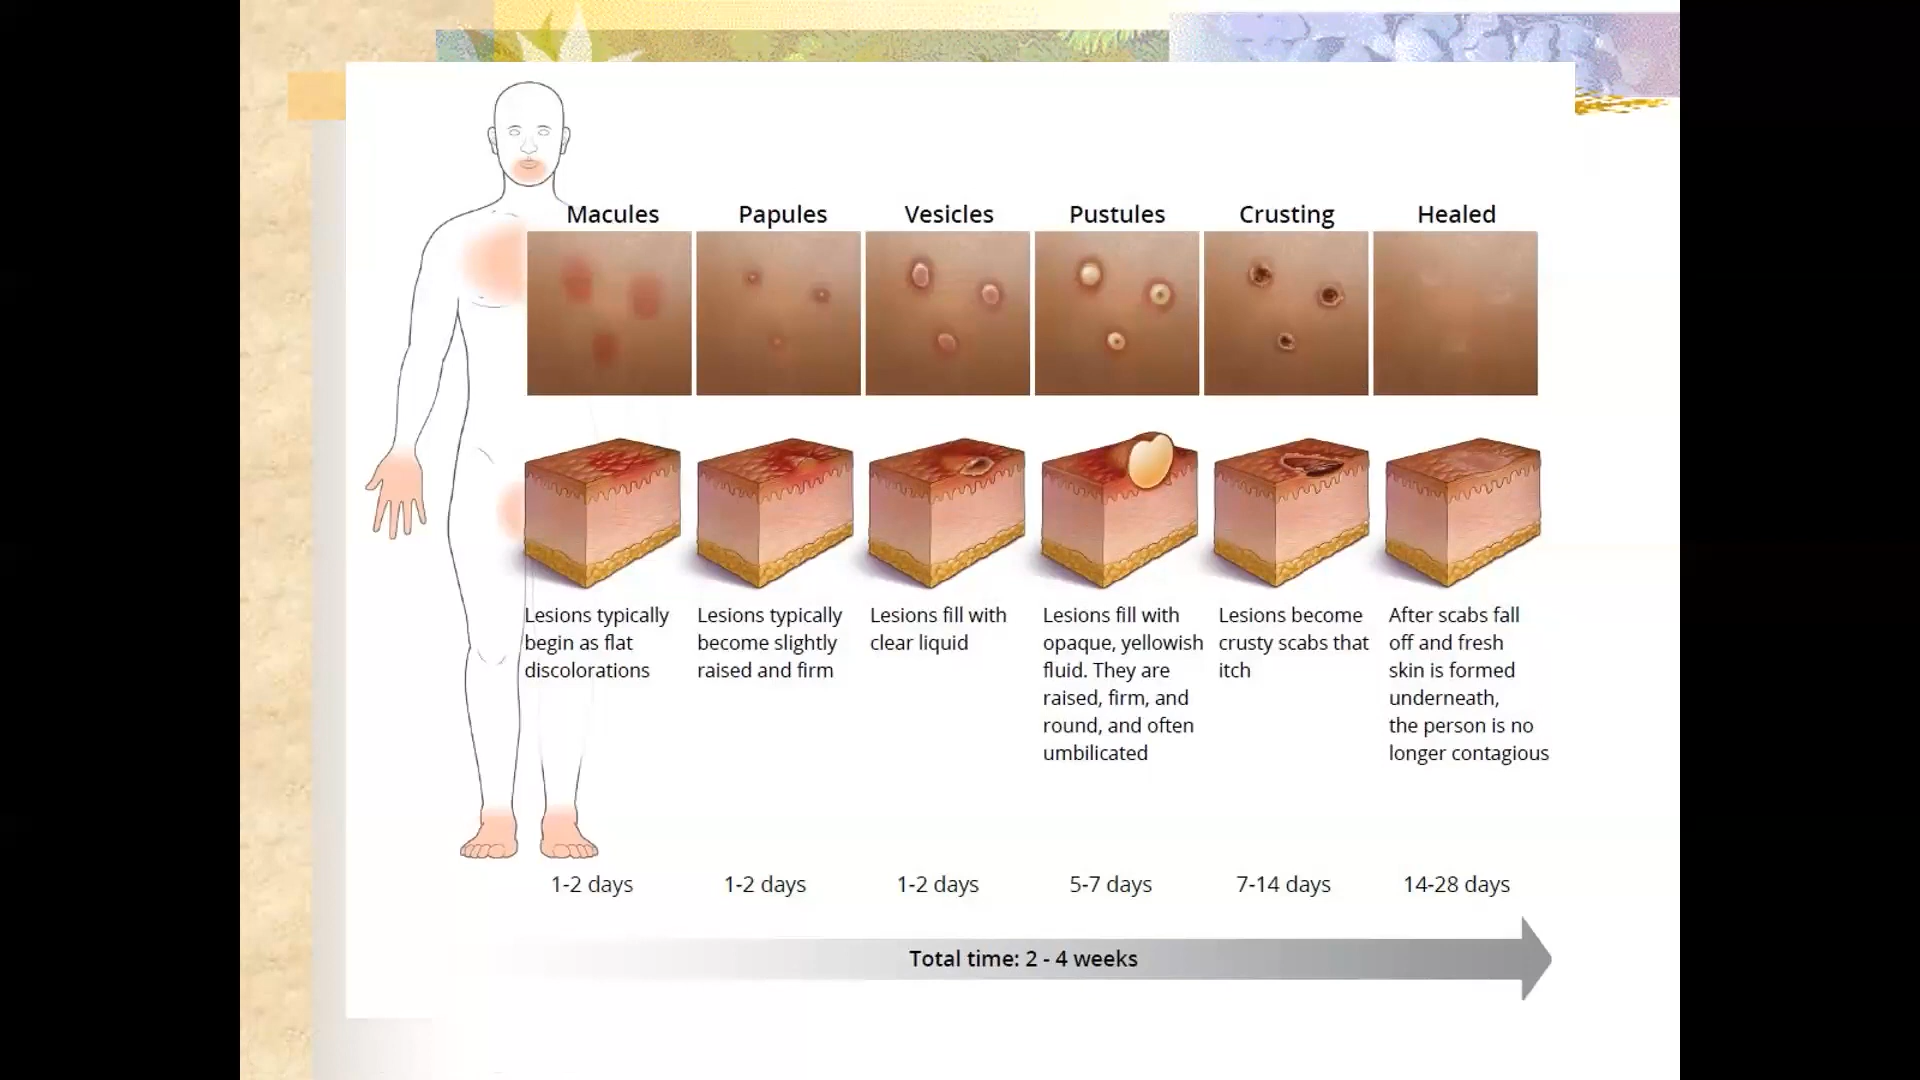 Macules
Papules
Vesicles
Pustules
Crusting
Healed
Lesions typically
begin as flat
discolorations
Lesions typically
become slightly
raised and firm
Lesions fill with
clear liquid
Lesions fill with
opaque, yellowish
fluid. They are
raised, firm, and
round, and often
umbilicated
Lesions become
crusty scabs that
itch
After scabs fall
off and fresh
skin is formed
underneath,
the person is no
longer contagious
1-2 days
1-2 days
1-2 days
5-7 days
7-14 days
14-28 days
Total time: 2 - 4 weeks